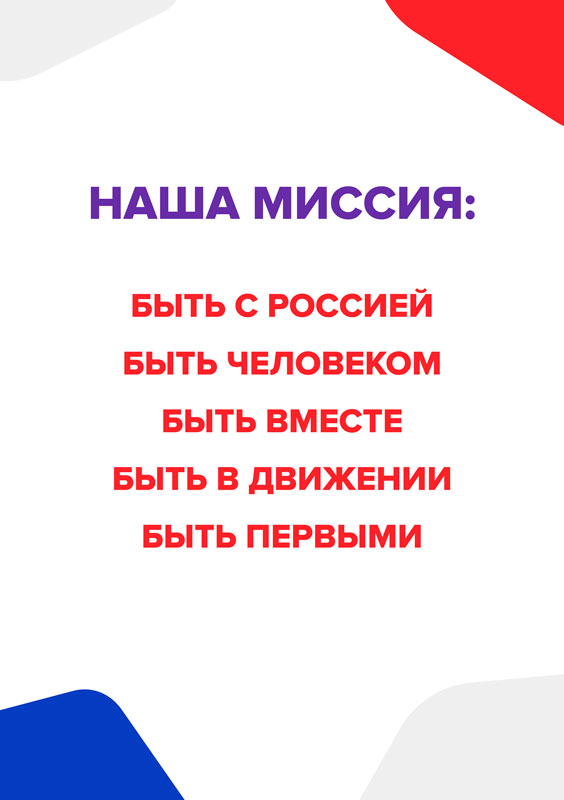 НАША МИССИЯ:
БЫТЬ С РОССИЕЙ
БЫТЬ ЧЕЛОВЕКОМ
БЫТЬ ВМЕСТЕ
БЫТЬ В ДВИЖЕНИИ
БЫТЬ ПЕРВЫМИ